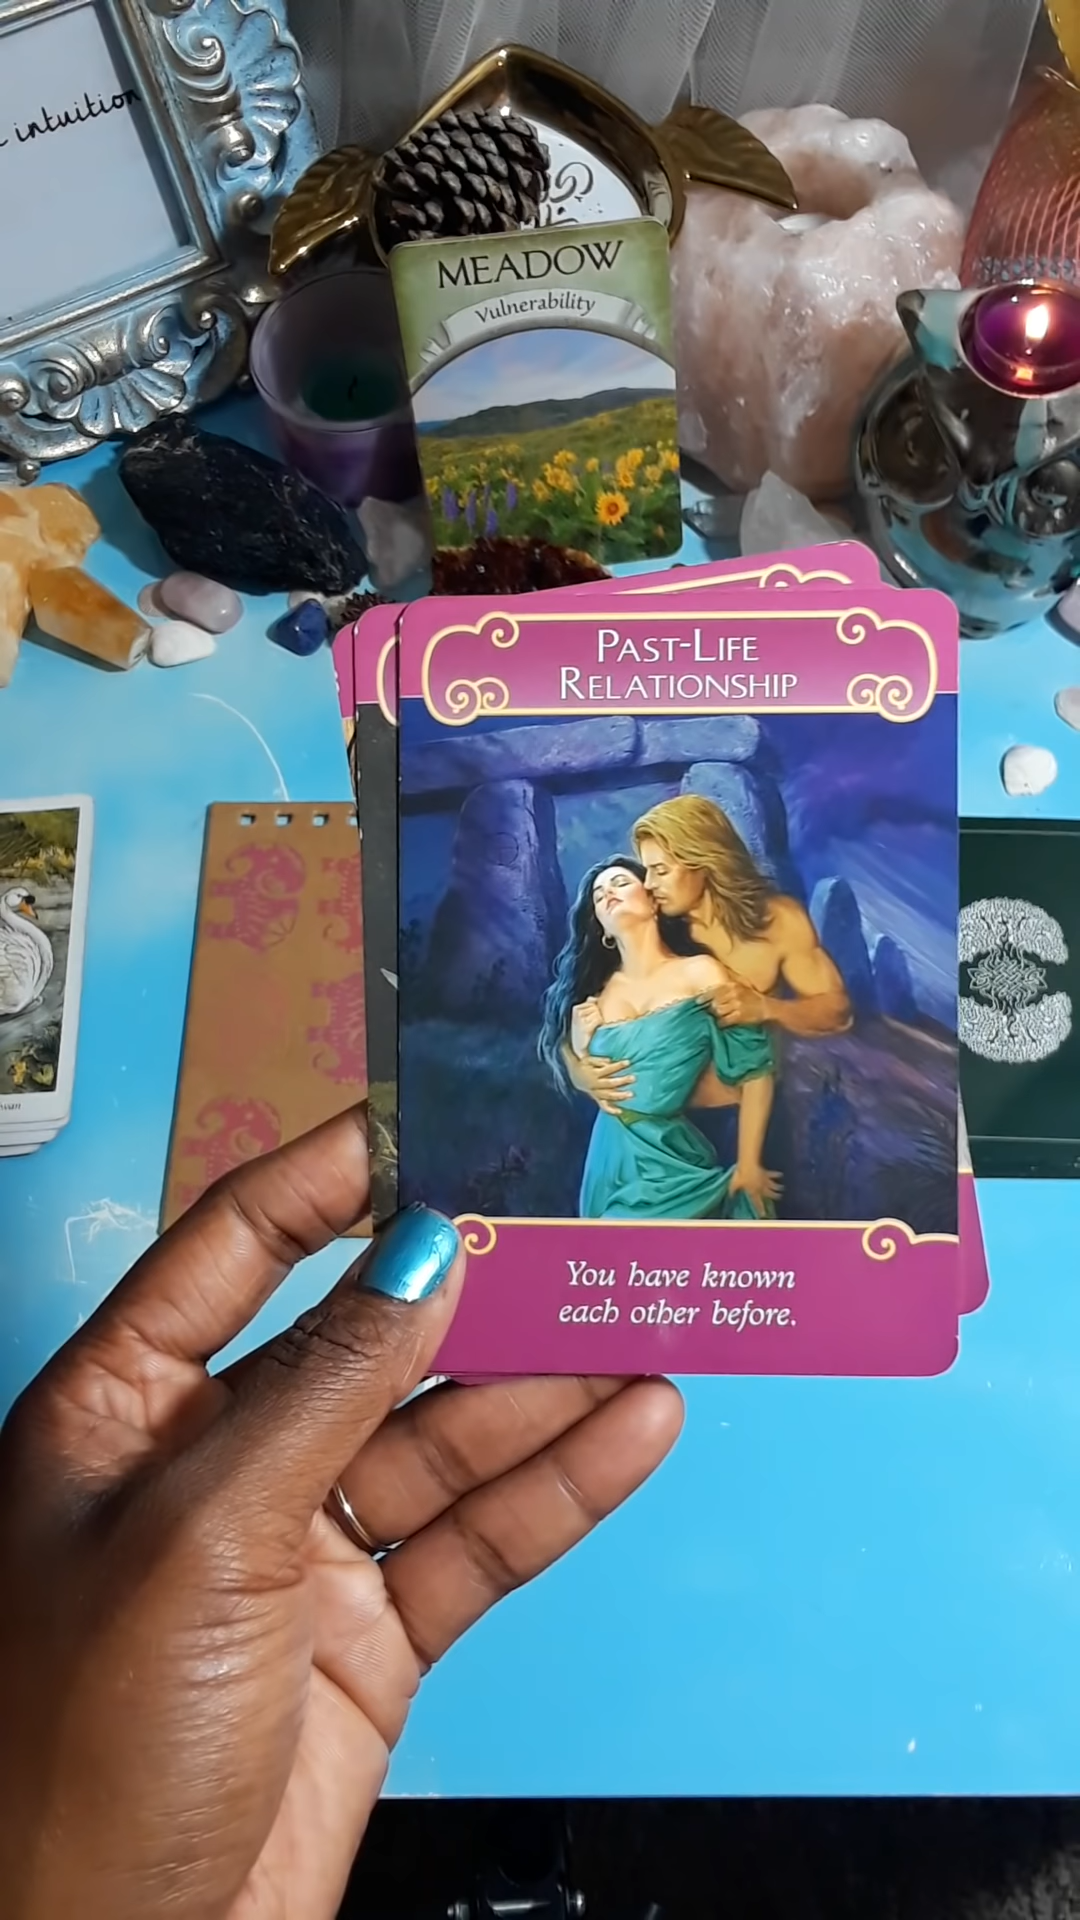 intuition
MEADOW
Vulnerability
PAST-LIFE
RELATIONSHIP
You have known
each other before.